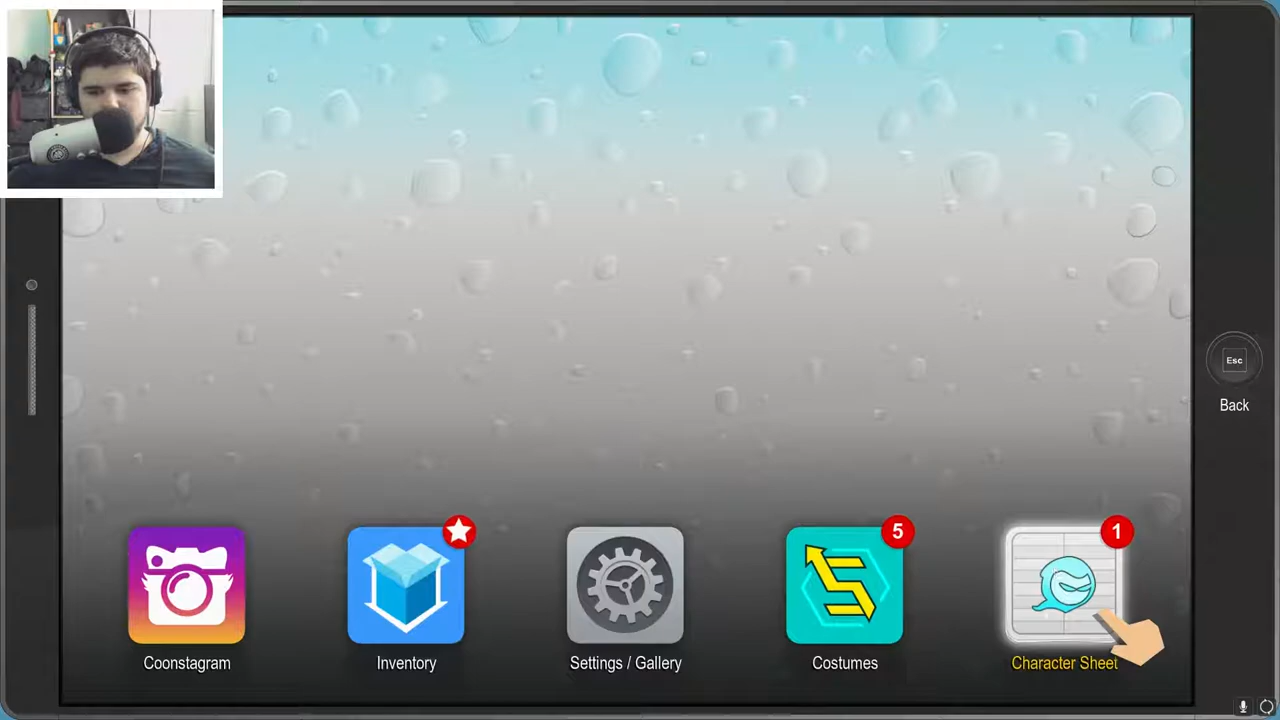 Esc
Back
5
1
Coonstagram
Inventory
Settings / Gallery
Costumes
Character Sheet